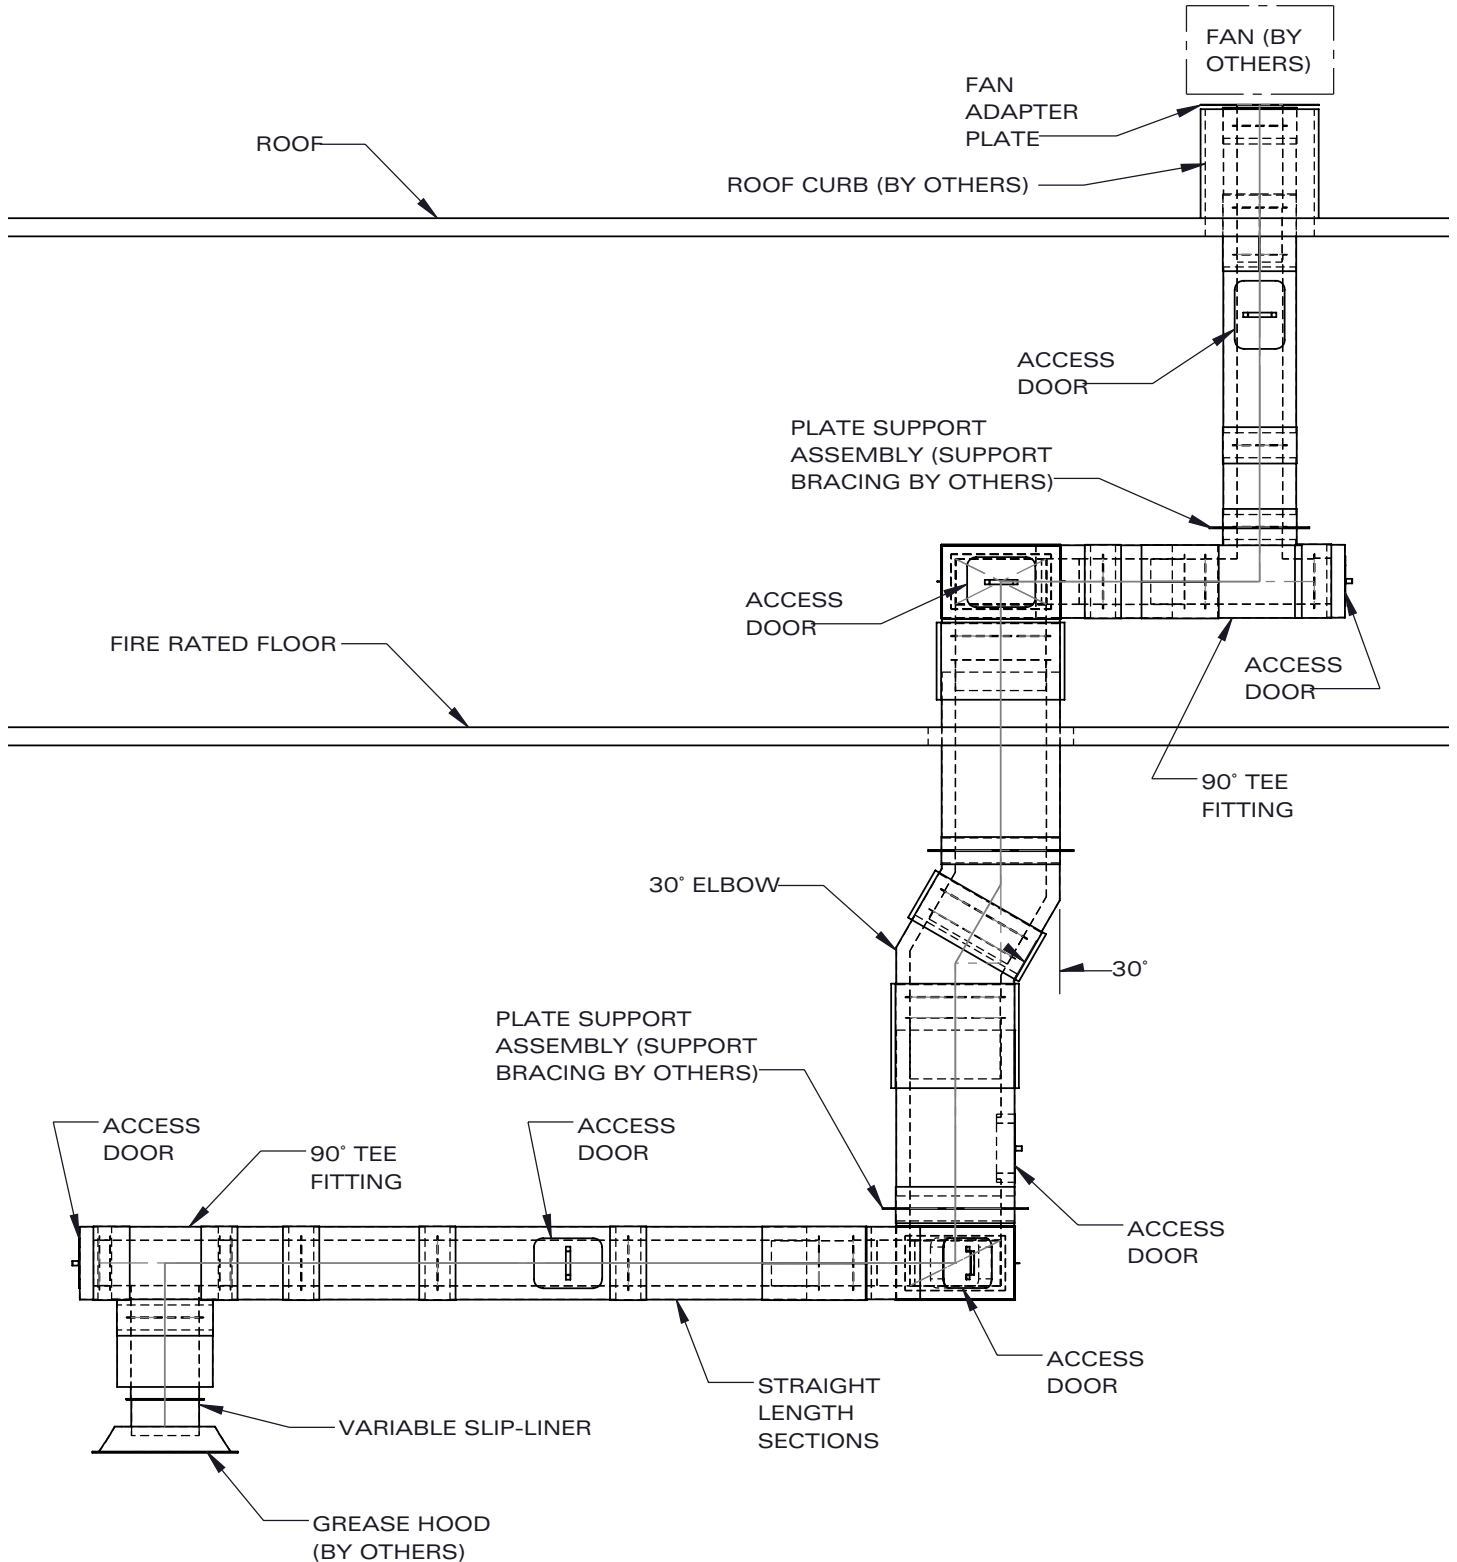 FAN (BY
OTHERS)
FAN
ADAPTER
PLATE
ROOF
ROOF CURB (BY OTHERS)
ACCESS
DOOR
PLATE SUPPORT
ASSEMBLY (SUPPORT
BRACING BY OTHERS)
ACCESS
DOOR
FIRE RATED FLOOR
ACCESS
DOOR
90° TEE
FITTING
30° ELBOW
30°
PLATE SUPPORT
ASSEMBLY (SUPPORT
BRACING BY OTHERS)
ACCESS
DOOR
90° TEE
FITTING
ACCESS
DOOR
ACCESS
DOOR
ACCESS
DOOR
STRAIGHT
LENGTH
SECTIONS
VARIABLE SLIP-LINER
GREASE HOOD
(BY OTHERS)